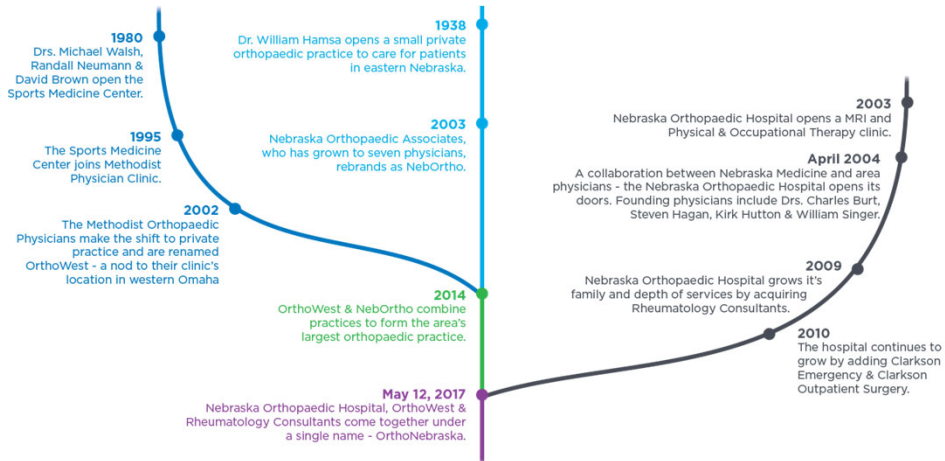 1980
Drs. Michael Walsh,
Randall Neumann &
David Brown open the
Sports Medicine Center.
1995
The Sports Medicine
Center joins Methodist
Physician Clinic.
2002
The Methodist Orthopaedic
Physicians make the shift to private
practice and are renamed
OrthoWest - a nod to their clinic's
location in western Omaha
1938
Dr. William Hamsa opens a small private
orthopaedic practice to care for patients
in eastern Nebraska.
2003
Nebraska Orthopaedic Associates,
who has grown to seven physicians,
rebrands as NebOrtho.
2014
OrthoWest & NebOrtho combine
practices to form the area's
largest orthopaedic practice.
May 12, 2017
Nebraska Orthopaedic Hospital, OrthoWest &
Rheumatology Consultants come together under
a single name - OrthoNebraska.
2003
Nebraska Orthopaedic Hospital opens a MRI and
Physical & Occupational Therapy clinic.
April 2004
A collaboration between Nebraska Medicine and area
physicians - the Nebraska Orthopaedic Hospital opens its
doors. Founding physicians include Drs. Charles Burt,
Steven Hagan, Kirk Hutton & William Singer.
2009
Nebraska Orthopaedic Hospital grows it's
family and depth of services by acquiring
Rheumatology Consultants.
2010
The hospital continues to
grow by adding Clarkson
Emergency & Clarkson
Outpatient Surgery.